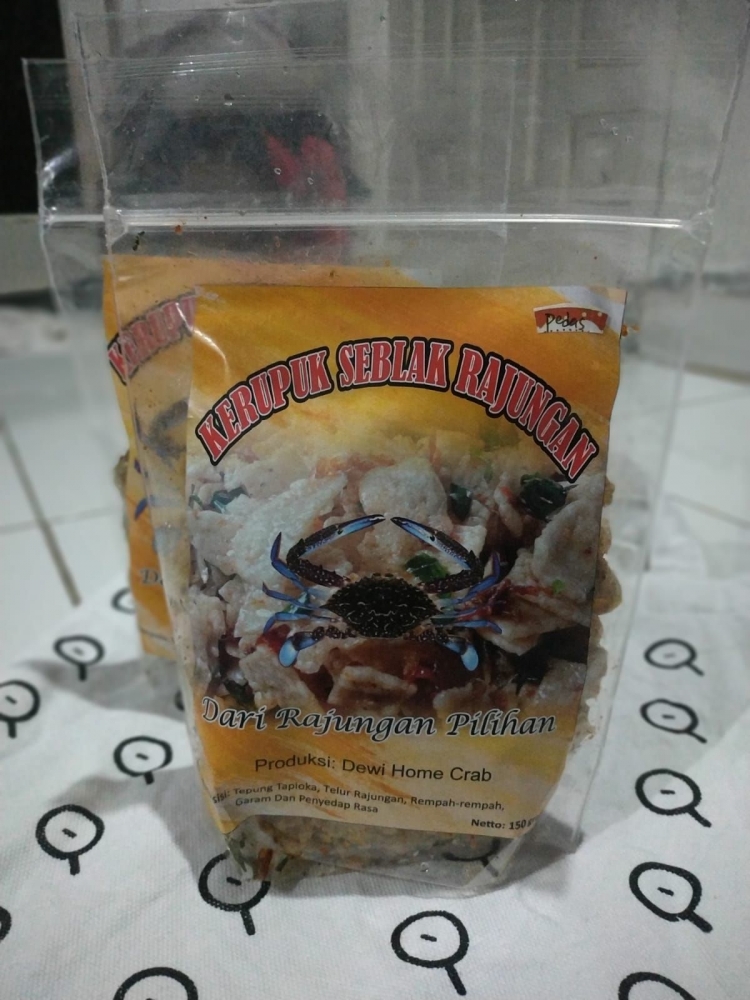 Pedas
KERUPUK SEBLAK RAJUNGAN
Dari Rajungan Pilihan
Produksi: Dewi Home Crab
Tepung Tapioka, Telur Rajungan, Rempah-rempah,
Garam Dan Penyedap Rasa
Netto: 150